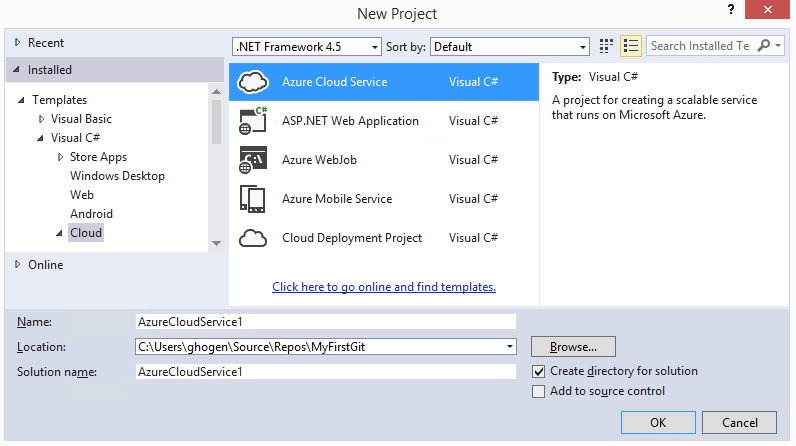 New Project
?
Recent
.NET Framework 4.5
Sort by:
Default
Search Installed Te
Installed
Templates
Visual Basic
Visual C#
Store Apps
Windows Desktop
Web
Android
Cloud
Online
Azure Cloud Service Visual C#
C#
ASP.NET Web Application Visual C#
C:\
Azure WebJob Visual C#
Azure Mobile Service Visual C#
Cloud Deployment Project Visual C#
Click here to go online and find templates.
Type: Visual C#
A project for creating a scalable service
that runs on Microsoft Azure.
Name: AzureCloudService1
Location: C:\Users\ghogen\Source\Repos\MyFirstGit
Browse...
Solution name: AzureCloudService1
Create directory for solution
Add to source control
OK
Cancel